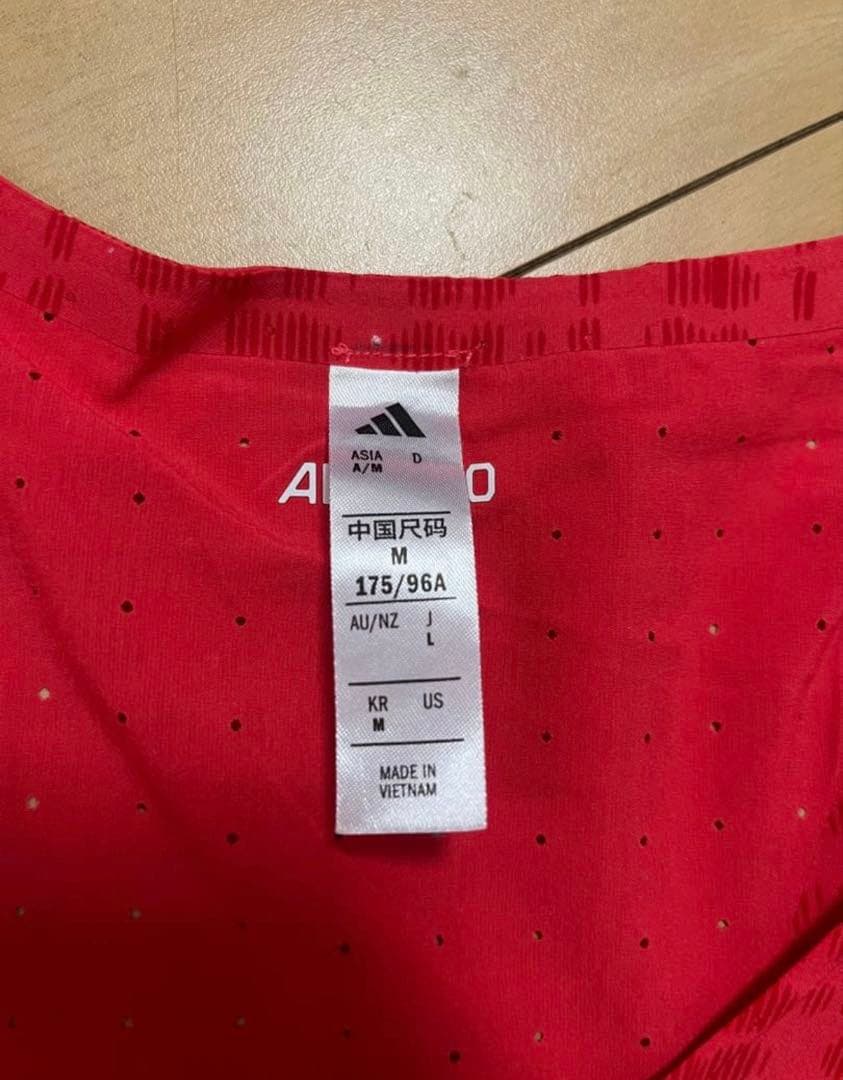 ASIA D
A/M
中国尺码
M
175/96A
AU/NZ J
L
KR US
M
MADE IN
VIETNAM